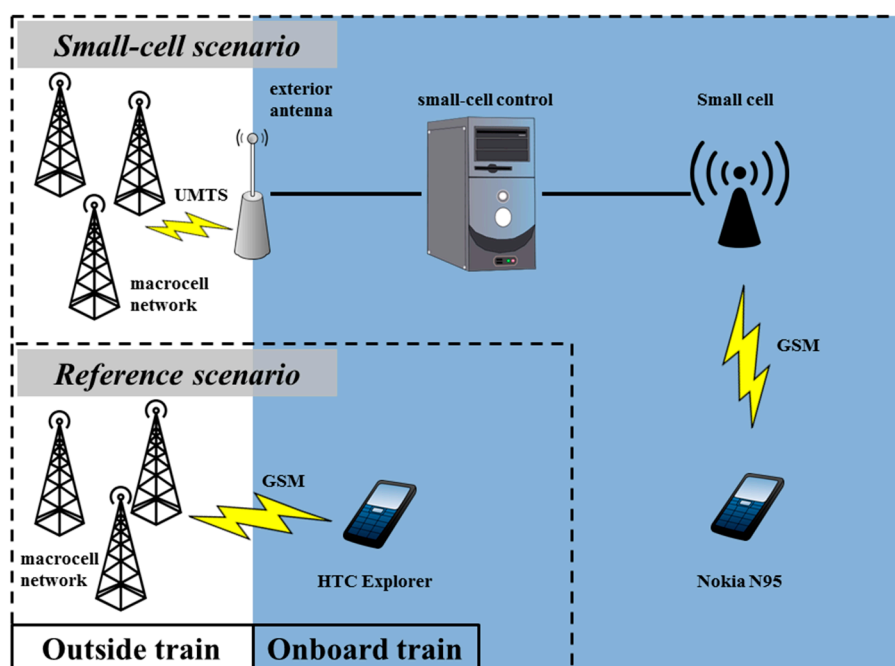 Small-cell scenario
exterior
antenna
small-cell control
Small cell
UMTS
macrocell
network
GSM
Reference scenario
GSM
macrocell
network
HTC Explorer
Nokia N95
Outside train
Onboard train